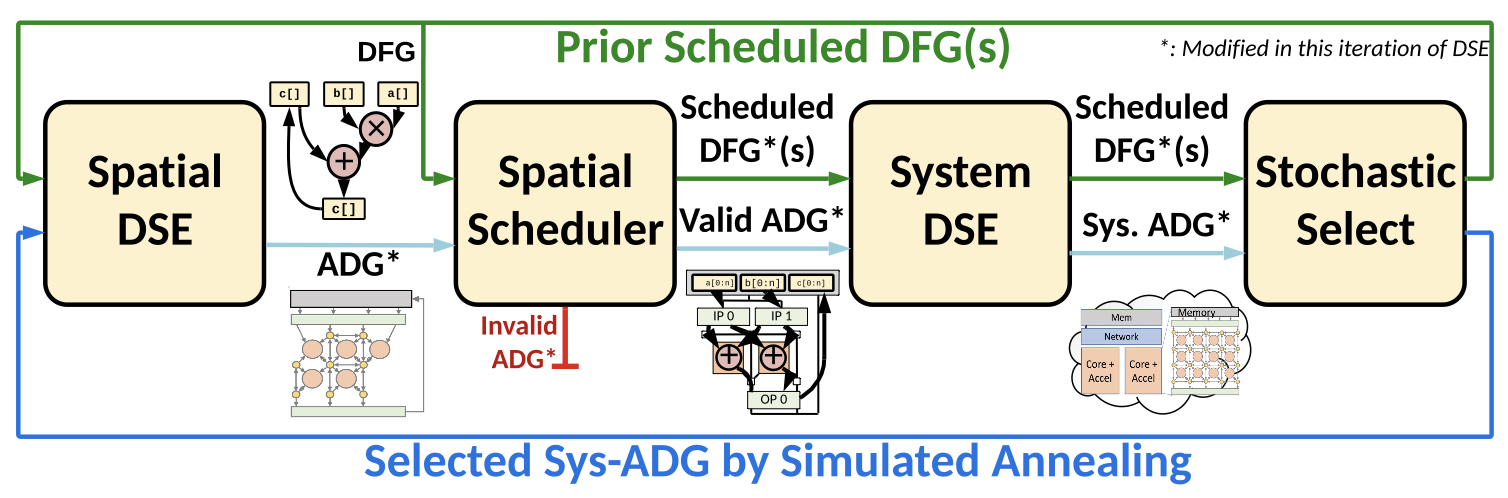 Prior Scheduled DFG(s)
*: Modified in this iteration of DSE
DFG
c[]
b[]
a[]
×
+
c[]
Spatial
DSE
ADG*
Spatial
Scheduler
Invalid
ADG*
Scheduled
DFG*(s)
Valid ADG*
a[0:n]
b[0:n]
c[0:n]
IP 0
IP 1
+
+
OP 0
System
DSE
Scheduled
DFG*(s)
Sys. ADG*
Mem
Network
Core +
Accel
Core +
Accel
Memory
Stochastic
Select
Selected Sys-ADG by Simulated Annealing